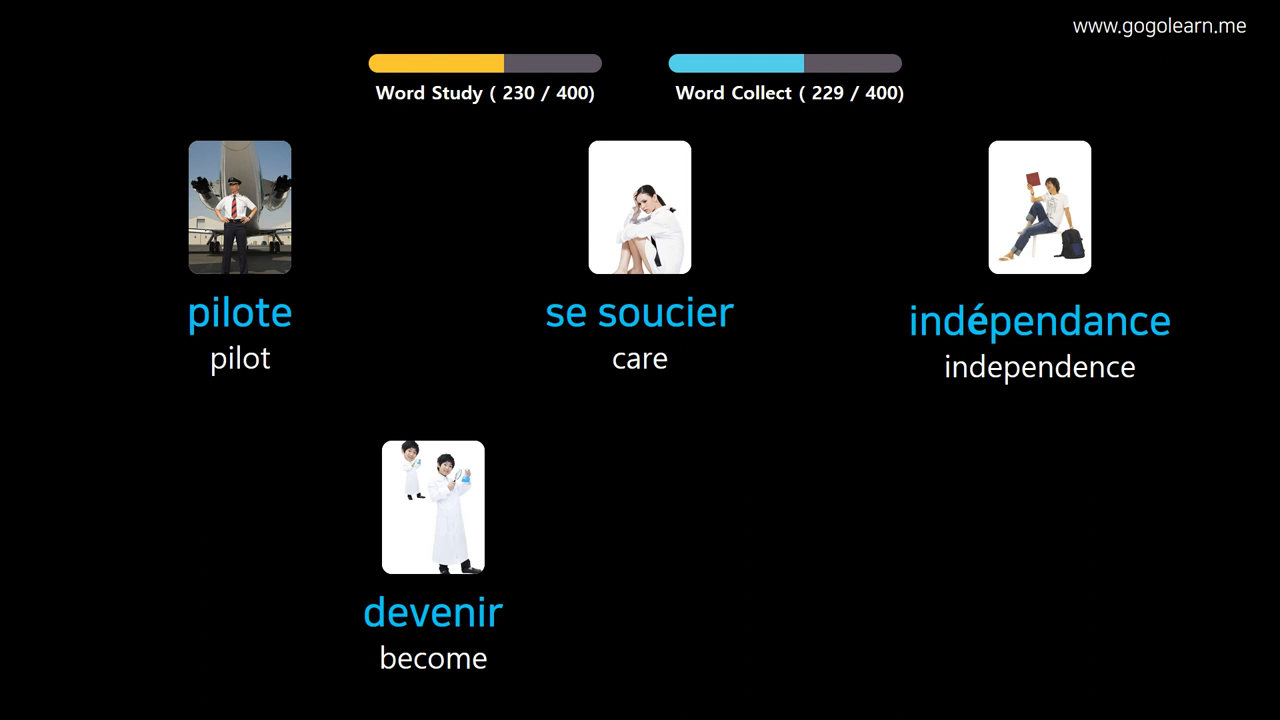 www.gogolearn.me
Word Study ( 230 / 400)
Word Collect ( 229 / 400)
pilote
pilot
se soucier
care
indépendance
independence
devenir
become